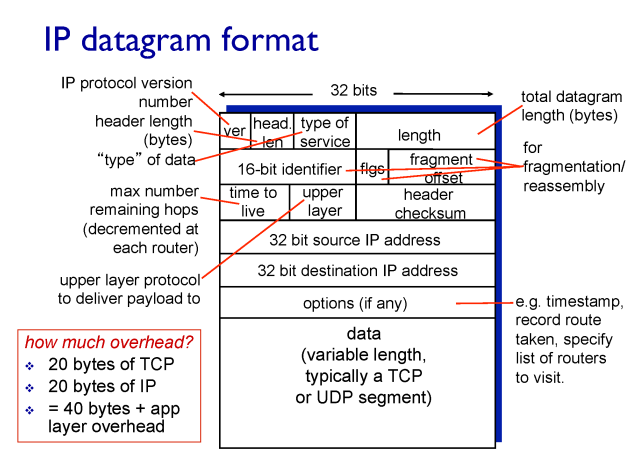 IP datagram format
32 bits
IP protocol version
number
header length
(bytes)
“type” of data
max number
remaining hops
(decremented at
each router)
upper layer protocol
to deliver payload to
ver
head.
len
type of
service
length
16-bit identifier
flgs
fragment
offset
time to
live
upper
layer
header
checksum
32 bit source IP address
32 bit destination IP address
options (if any)
data
(variable length,
typically a TCP
or UDP segment)
total datagram
length (bytes)
for
fragmentation/
reassembly
e.g. timestamp,
record route
taken, specify
list of routers
to visit.
how much overhead?
20 bytes of TCP
20 bytes of IP
= 40 bytes + app
layer overhead